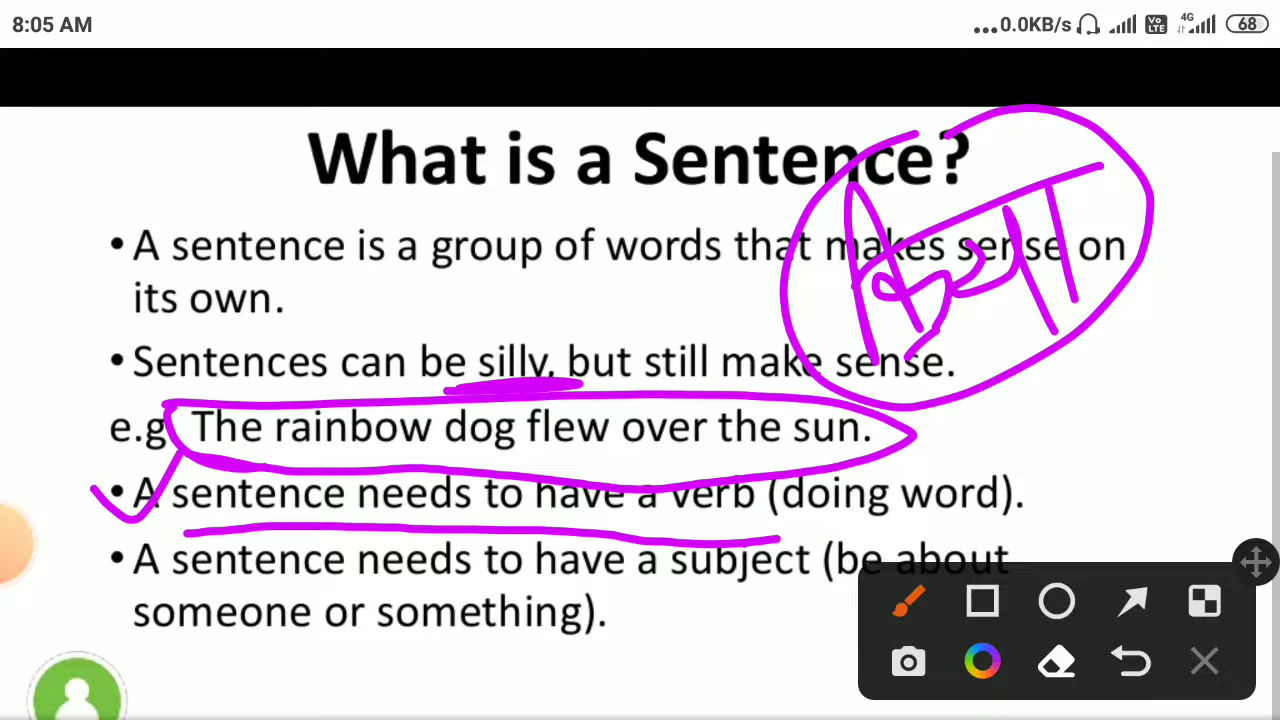 8:05 AM
...0.0KB/s Vo LTE 4G 68
What is a Sentence?
• A sentence is a group of words that makes sense on
its own.
• Sentences can be silly, but still make sense.
e.g. The rainbow dog flew over the sun.
• A sentence needs to have a verb (doing word).
• A sentence needs to have a subject (be about
someone or something).